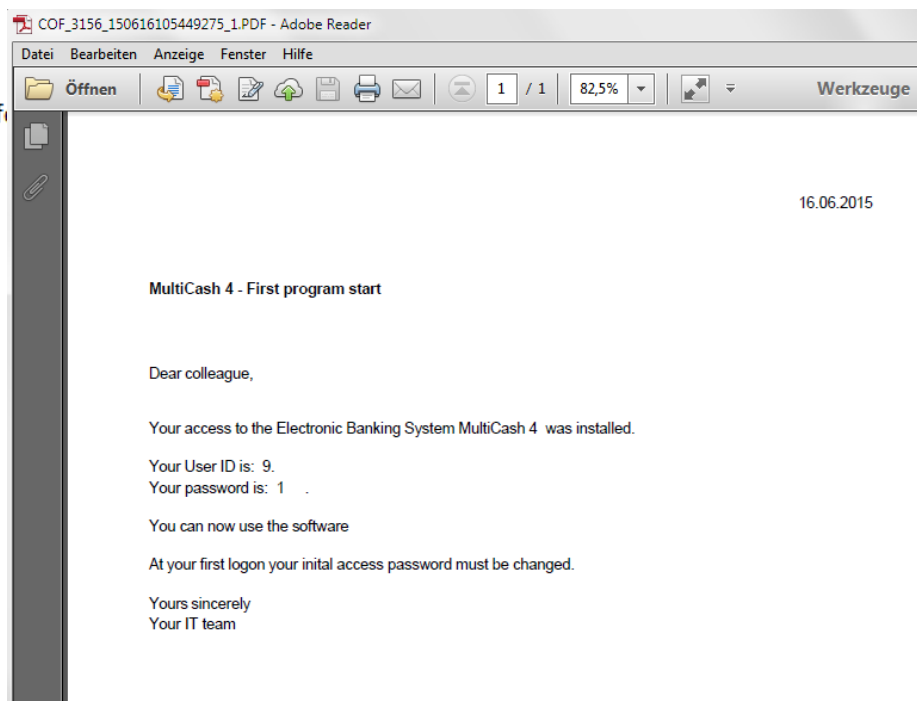 COF_3156_150616105449275_1.PDF - Adobe Reader
Datei Bearbeiten Anzeige Fenster Hilfe
Öffnen 1 / 1 82,5% Werkzeuge
16.06.2015
MultiCash 4 - First program start
Dear colleague,
Your access to the Electronic Banking System MultiCash 4 was installed.
Your User ID is: 9.
Your password is: 1 .
You can now use the software
At your first logon your inital access password must be changed.
Yours sincerely
Your IT team